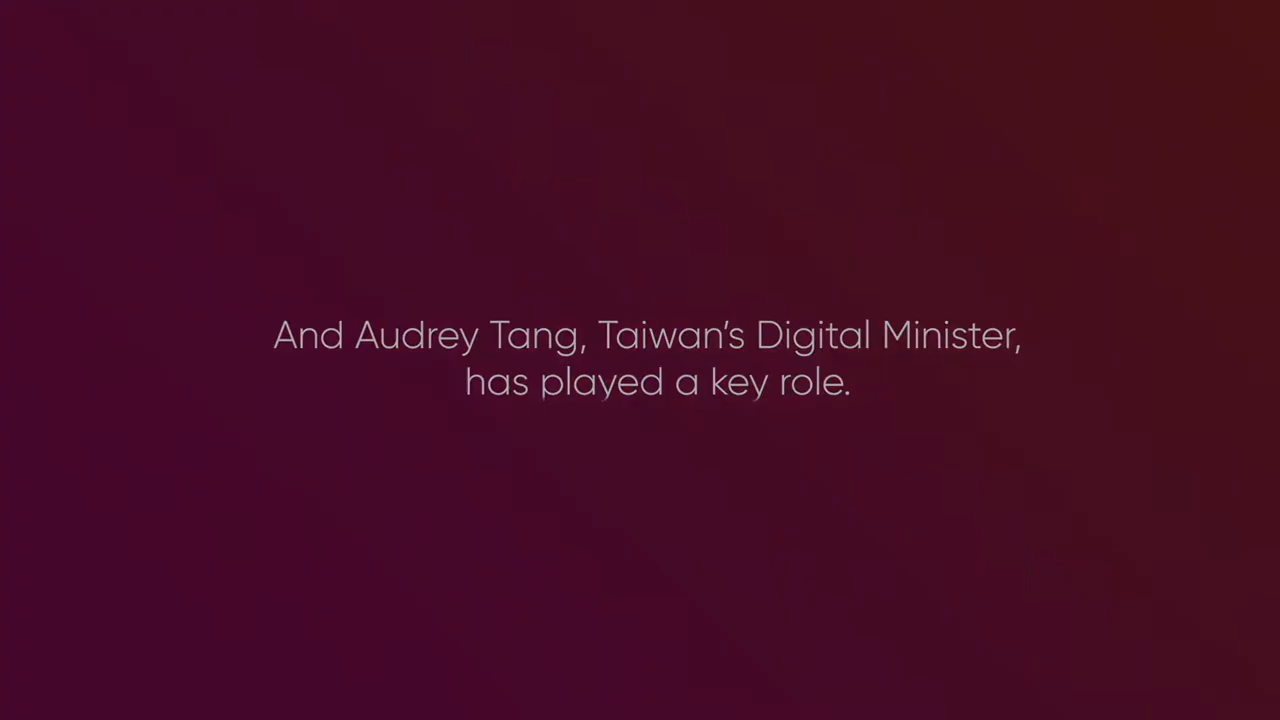 And Audrey Tang, Taiwan’s Digital Minister,
has played a key role.